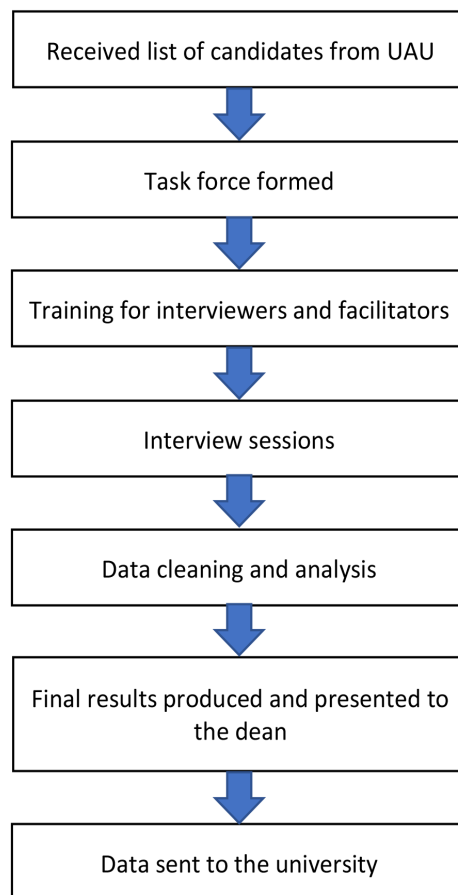 Received list of candidates from UAU
Task force formed
Training for interviewers and facilitators
Interview sessions
Data cleaning and analysis
Final results produced and presented to
the dean
Data sent to the university